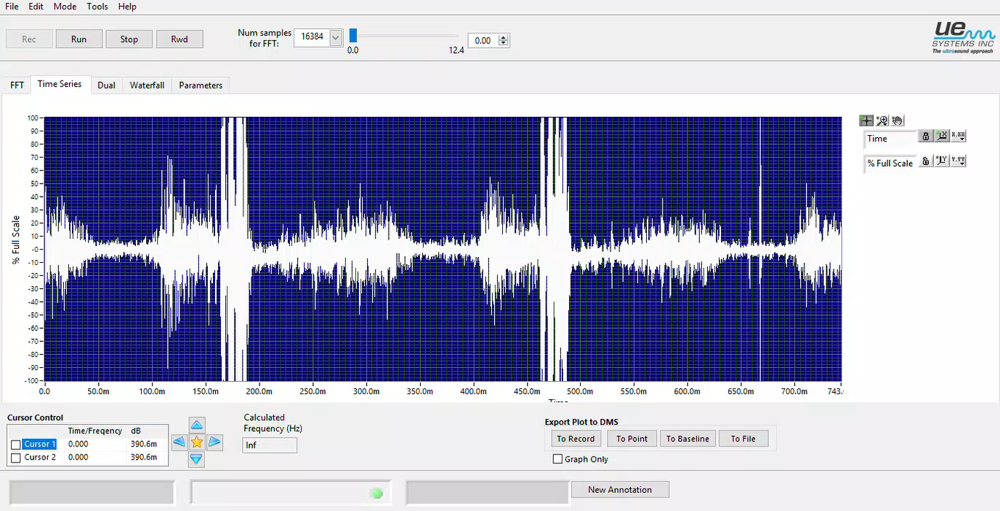 File Edit Mode Tools Help
Rec Run Stop Rwd
Num samples for FFT:
16384
0.0 12.4
0.00
ue
SYSTEMS INC
The ultrasound approach
FFT Time Series Dual Waterfall Parameters
100
90
80
70
60
50
40
30
20
10
-0
-10
-20
-30
-40
-50
-60
-70
-80
-90
-100
% Full Scale
0.0 50.0m 100.0m 150.0m 200.0m 250.0m 300.0m 350.0m 400.0m 450.0m 500.0m 550.0m 600.0m 650.0m 700.0m 743.
Time
Time
X.XX
% Full Scale
Y.YY
Cursor Control
Time/Freqency dB
Cursor 1 0.000 390.6m
Cursor 2 0.000 390.6m
Calculated
Frequency (Hz)
Inf
Export Plot to DMS
To Record To Point To Baseline To File
Graph Only
New Annotation